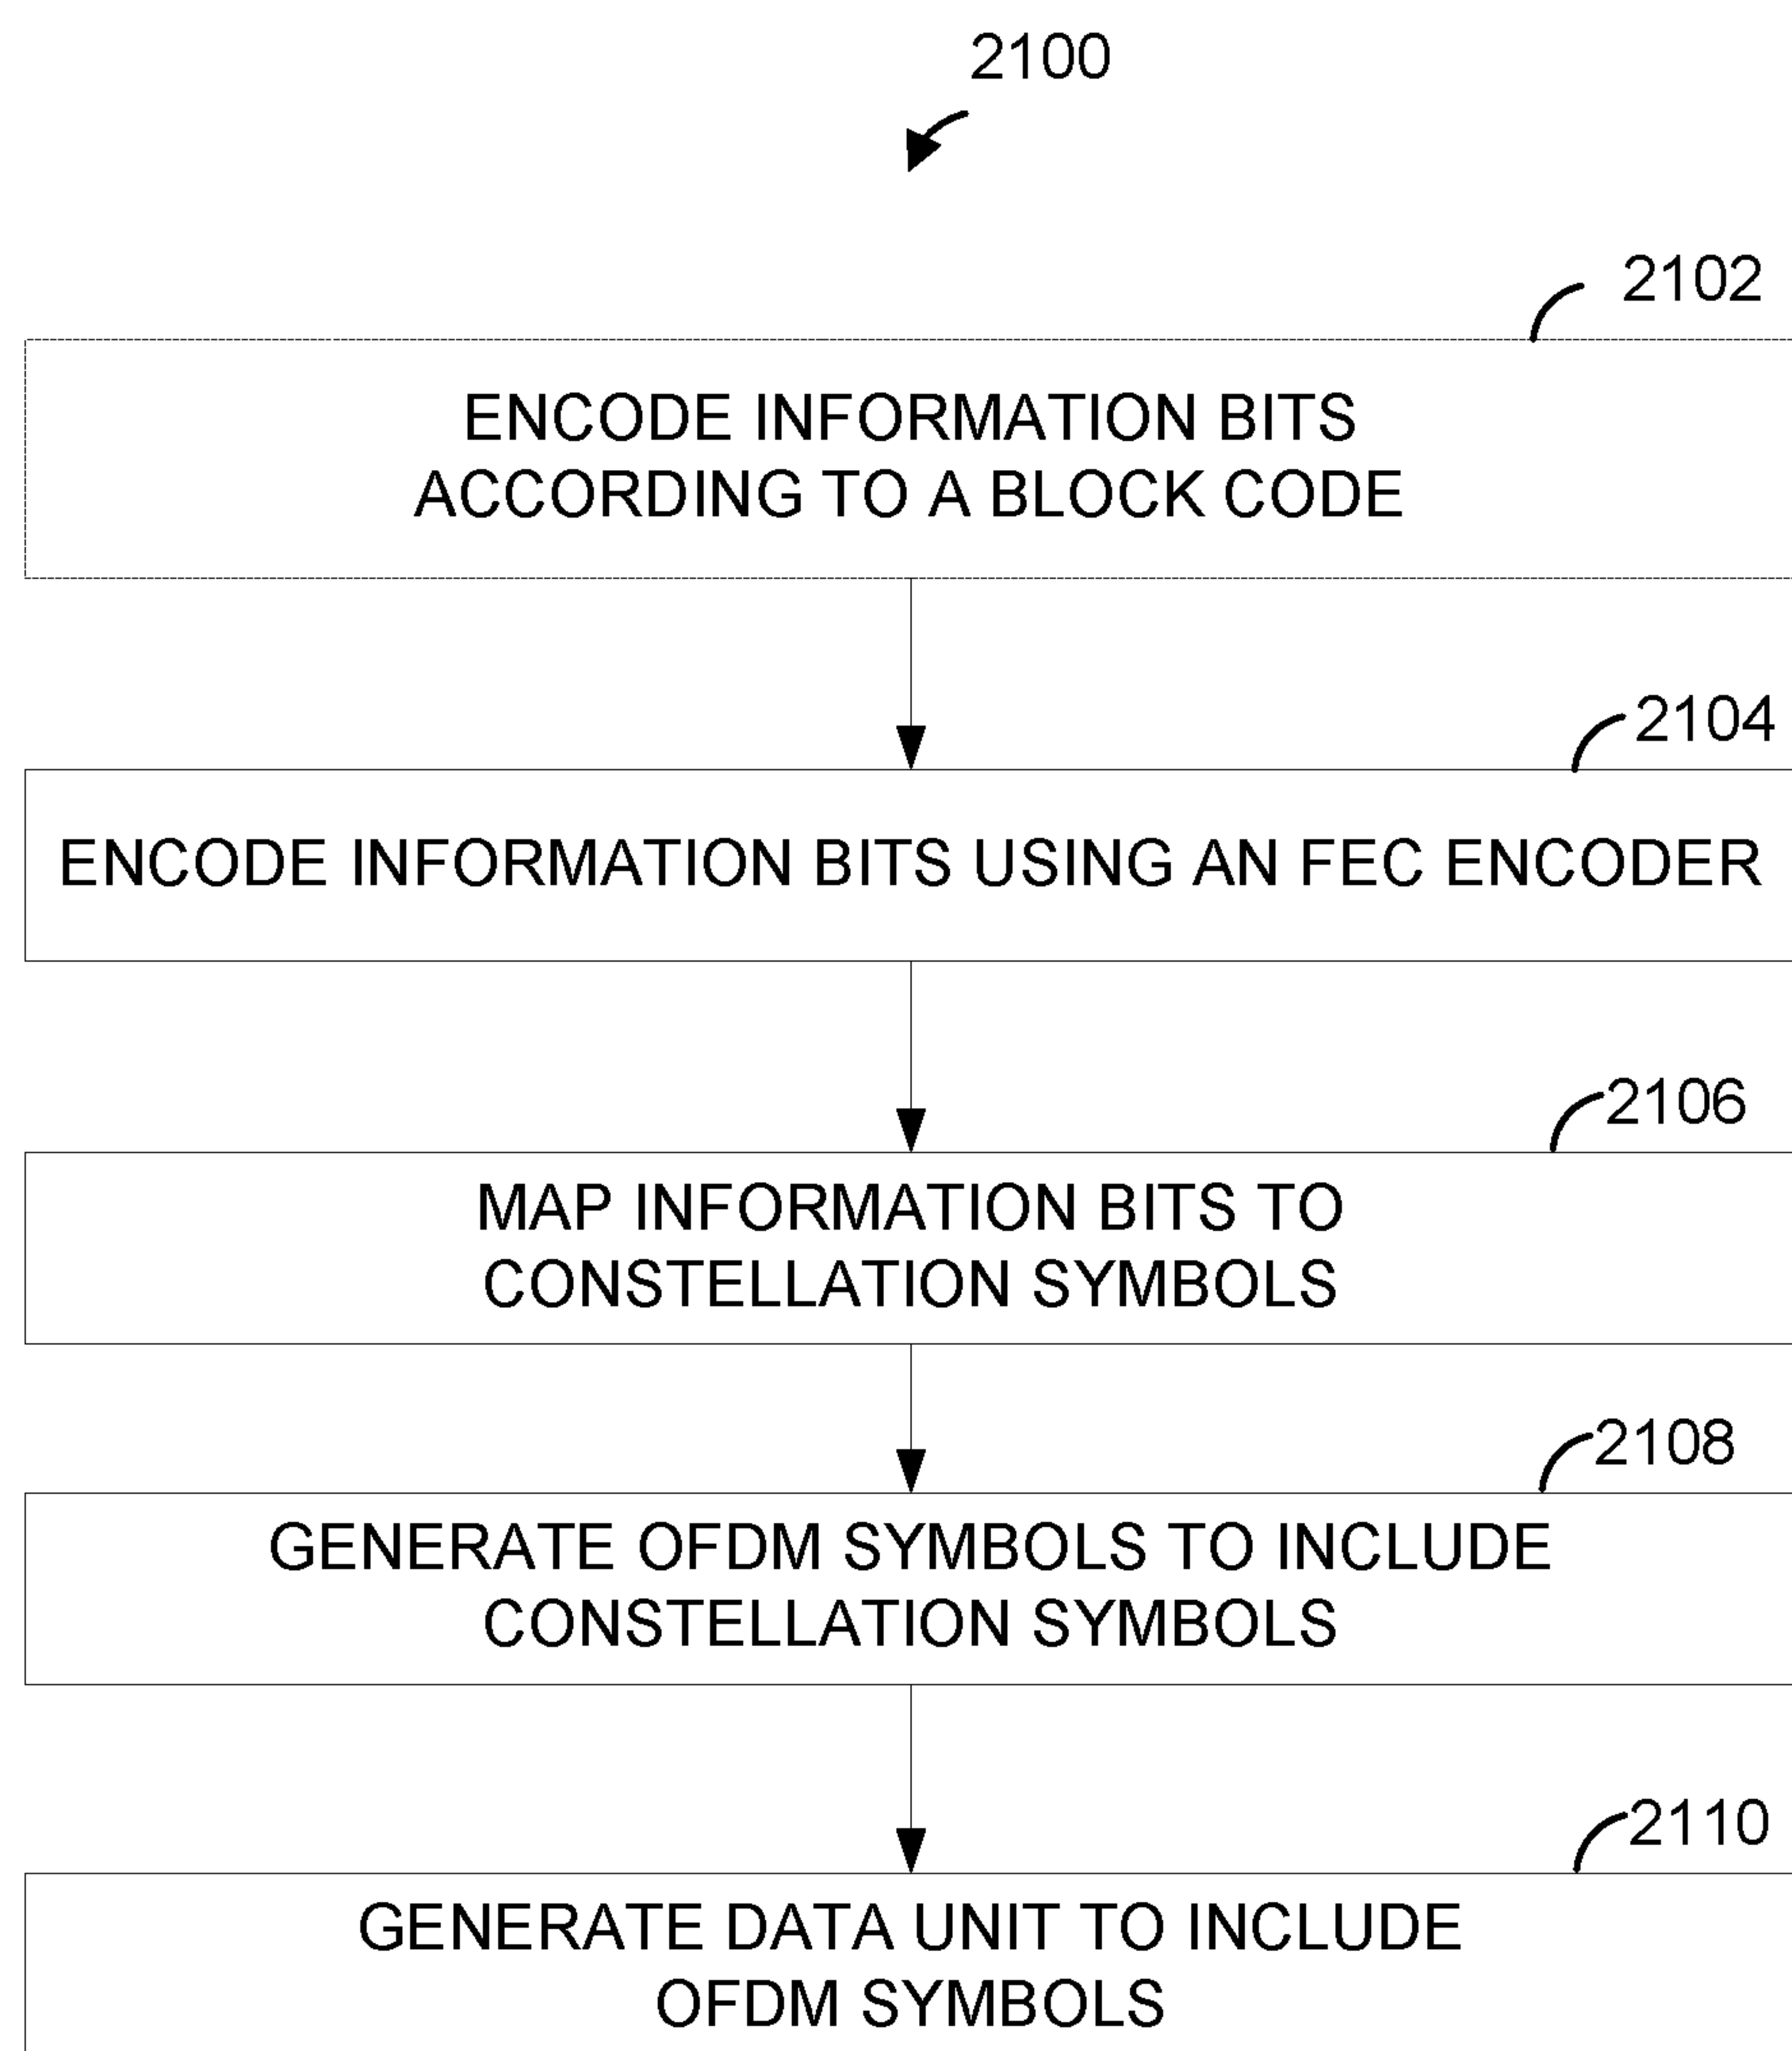 2100
2102
ENCODE INFORMATION BITS
ACCORDING TO A BLOCK CODE
2104
ENCODE INFORMATION BITS USING AN FEC ENCODER
2106
MAP INFORMATION BITS TO
CONSTELLATION SYMBOLS
2108
GENERATE OFDM SYMBOLS TO INCLUDE
CONSTELLATION SYMBOLS
2110
GENERATE DATA UNIT TO INCLUDE
OFDM SYMBOLS